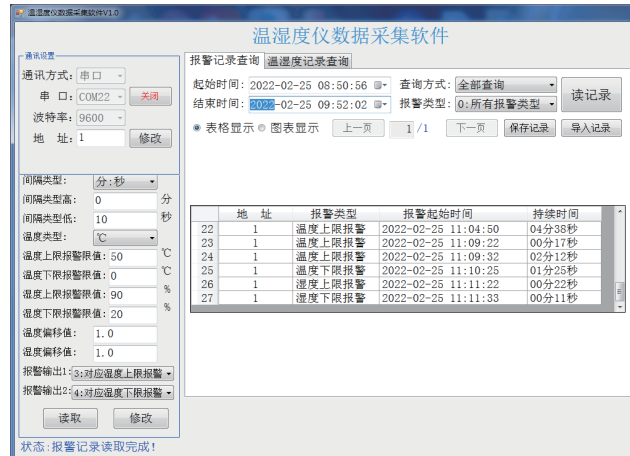 温湿度仪数据采集软件V1.0
温湿度仪数据采集软件
通讯设置
通讯方式: 串口
串 口: COM22 关闭
波特率: 9600
地 址: 1 修改
间隔类型: 分:秒
间隔类型高: 0 分
间隔类型低: 10 秒
温度类型: ℃
温度上限报警限值: 50 ℃
温度下限报警限值: 0 ℃
湿度上限报警限值: 90 %
湿度下限报警限值: 20 %
温度偏移值: 1.0
湿度偏移值: 1.0
报警输出1: 3:对应湿度上限报警
报警输出2: 4:对应湿度下限报警
读取 修改
状态:报警记录读取完成!
报警记录查询 温湿度记录查询
起始时间: 2022-02-25 08:50:56 查询方式: 全部查询 读记录
结束时间: 2022-02-25 09:52:02 报警类型: 0:所有报警类型
表格显示 图表显示 上一页 1 /1 下一页 保存记录 导入记录
地 址 报警类型 报警起始时间 持续时间
22 1 温度上限报警 2022-02-25 11:04:50 04分38秒
23 1 温度上限报警 2022-02-25 11:09:22 00分17秒
24 1 温度上限报警 2022-02-25 11:09:32 02分12秒
25 1 温度下限报警 2022-02-25 11:10:25 01分25秒
26 1 湿度上限报警 2022-02-25 11:11:22 00分22秒
27 1 湿度下限报警 2022-02-25 11:11:33 00分11秒